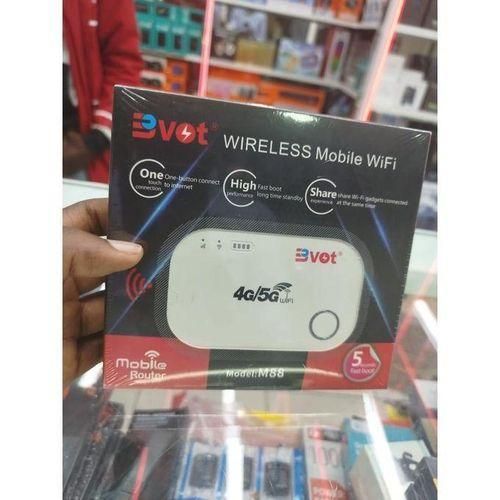 Bvot®
WIRELESS Mobile WiFi
One One-button connect
touch to internet
connection
High Fast boot
performance long time standby
Share share Wi-Fi gadgets connected
experience at the same time
Bvot®
4G/5G
WiFi
Mobile
Router
Model:M88
5 seconds
Fast boot